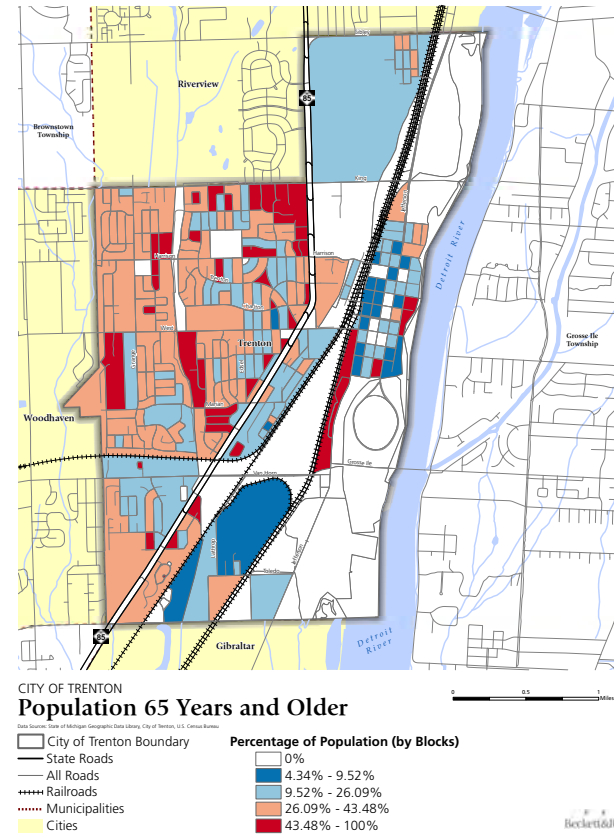 Riverview
85
Brownstown
Township
King
Harrison
Harrison
Detroit River
West
Trenton
Grosse Ile
Township
Woodhaven
Grosse Ile
Van Horn
Toledo
Jefferson
85
Gibraltar
Detroit
River
CITY OF TRENTON
Population 65 Years and Older
Data Sources: State of Michigan Geographic Data Library, City of Trenton, U.S. Census Bureau
0 0.5 1
Miles
City of Trenton Boundary
State Roads
All Roads
Railroads
Municipalities
Cities
Percentage of Population (by Blocks)
0%
4.34% - 9.52%
9.52% - 26.09%
26.09% - 43.48%
43.48% - 100%